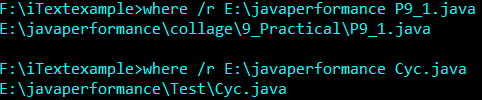 F:\iTextexample>where /r E:\javaperformance P9_1.java
E:\javaperformance\collage\9_Practical\P9_1.java
F:\iTextexample>where /r E:\javaperformance Cyc.java
E:\javaperformance\Test\Cyc.java